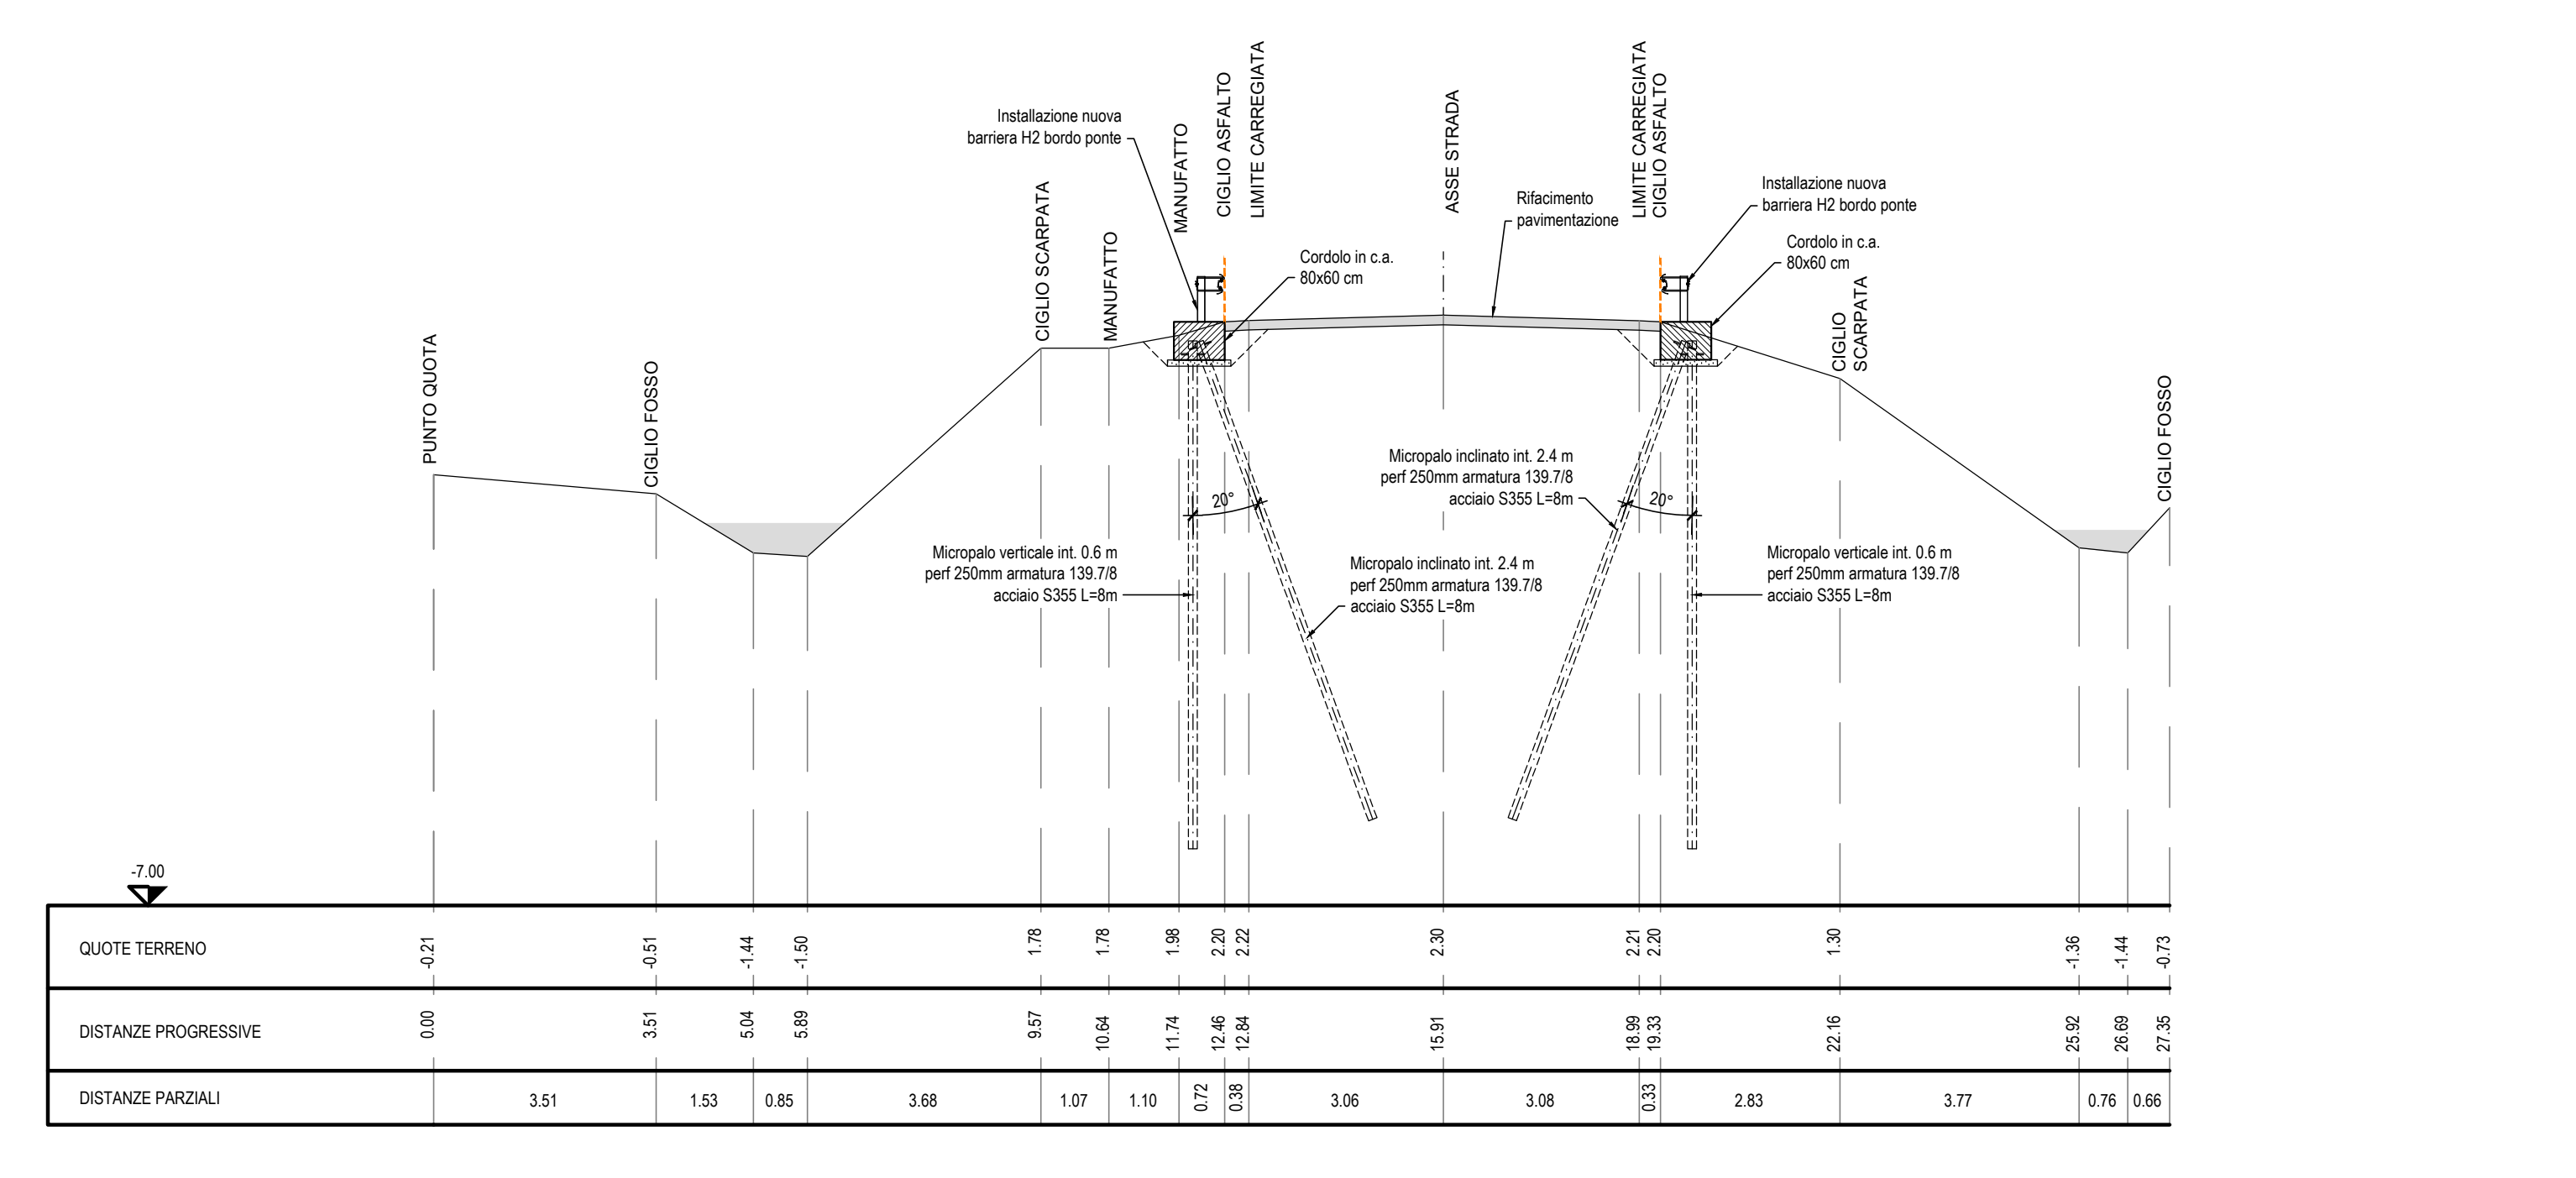 LIMITE CARREGIATA
LIMITE CARREGIATA
CIGLIO ASFALTO
CIGLIO ASFALTO
ASSE STRADA
Installazione nuova
barriera H2 bordo ponte
MANUFATTO
Installazione nuova
barriera H2 bordo ponte
Rifacimento
pavimentazione
CIGLIO SCARPATA
MANUFATTO
Cordolo in c.a.
80x60 cm
Cordolo in c.a.
80x60 cm
CIGLIO
SCARPATA
PUNTO QUOTA
CIGLIO FOSSO
CIGLIO FOSSO
Micropalo inclinato int. 2.4 m
perf 250mm armatura 139.7/8
acciaio S355 L=8m
20°
20°
Micropalo verticale int. 0.6 m
perf 250mm armatura 139.7/8
acciaio S355 L=8m
Micropalo inclinato int. 2.4 m
perf 250mm armatura 139.7/8
acciaio S355 L=8m
Micropalo verticale int. 0.6 m
perf 250mm armatura 139.7/8
acciaio S355 L=8m
-7.00
QUOTE TERRENO -0.21 -0.51 -1.44 -1.50 1.78 1.78 1.98 2.20 2.22 2.30 2.21 2.20 1.30 -1.36 -1.44 -0.73
DISTANZE PROGRESSIVE 0.00 3.51 5.04 5.89 9.57 10.64 11.74 12.46 12.84 15.91 18.99 19.33 22.16 25.92 26.69 27.35
DISTANZE PARZIALI 3.51 1.53 0.85 3.68 1.07 1.10 0.72 0.38 3.06 3.08 0.33 2.83 3.77 0.76 0.66